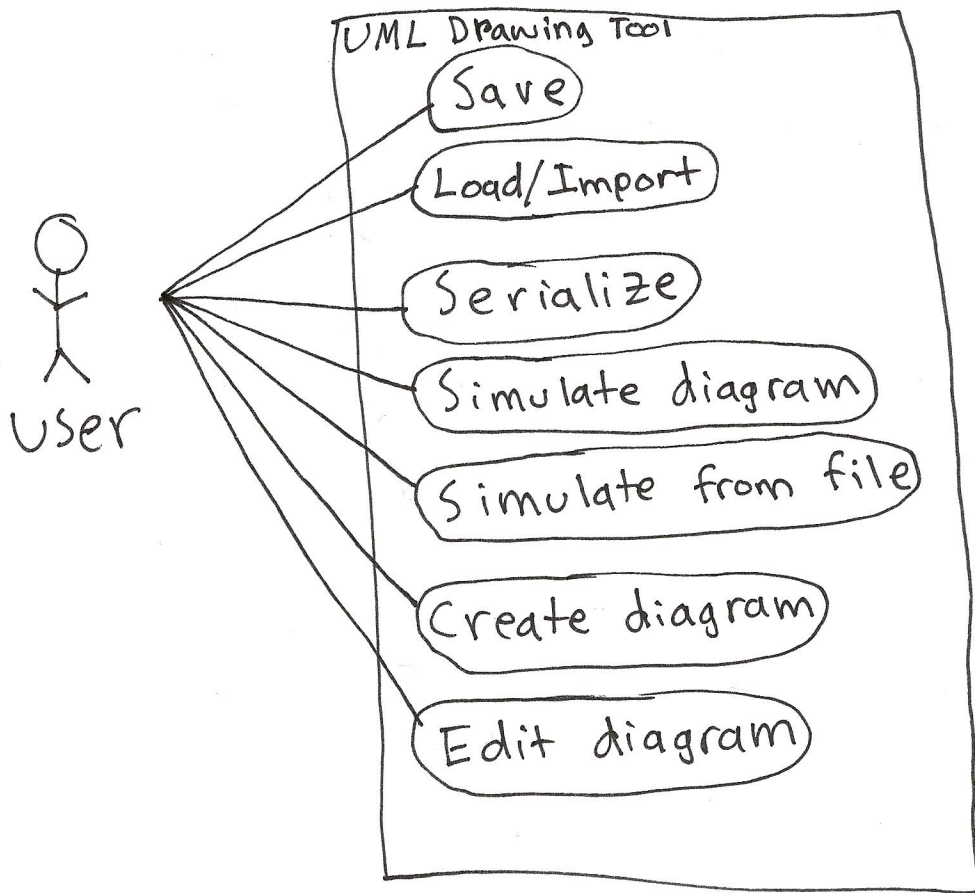 UML Drawing Tool
Save
Load/Import
Serialize
Simulate diagram
user
Simulate from file
Create diagram
Edit diagram